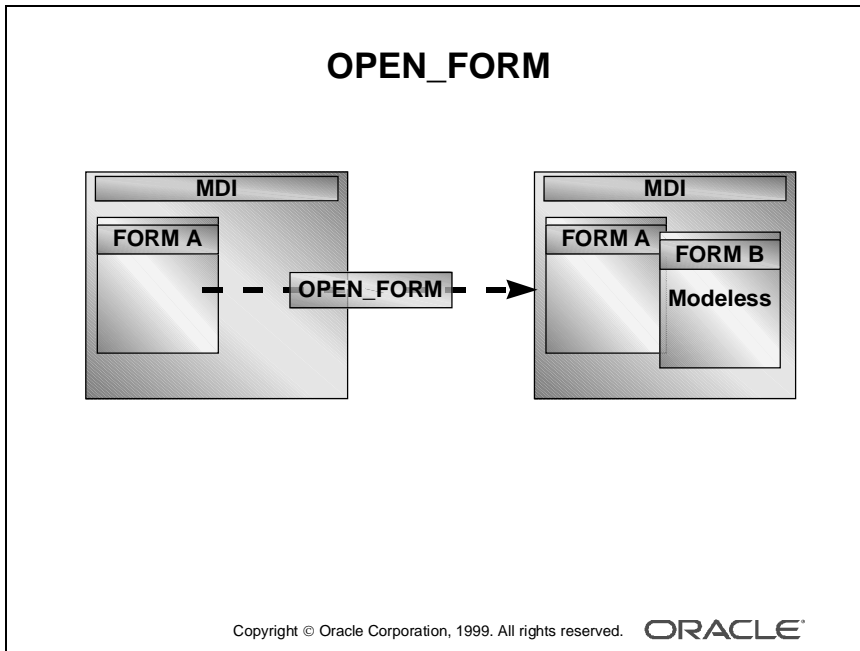 OPEN_FORM
MDI
FORM A
OPEN_FORM
MDI
FORM A
FORM B
Modeless
Copyright © Oracle Corporation, 1999. All rights reserved. ORACLE®